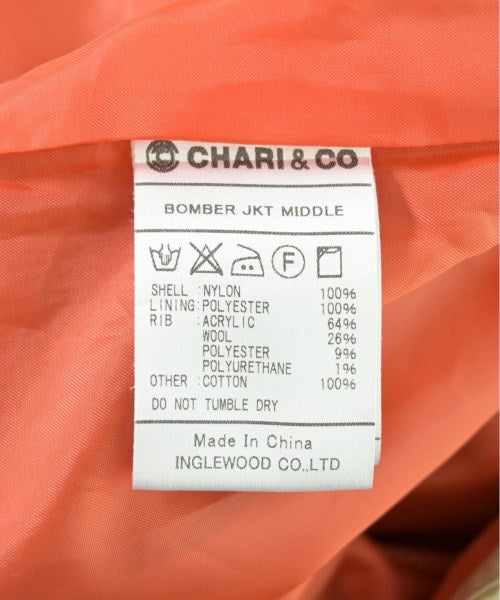 CHARI & CO
BOMBER JKT MIDDLE
F
SHELL :NYLON 100%
LINING:POLYESTER 100%
RIB :ACRYLIC 64%
WOOL 26%
POLYESTER 9%
POLYURETHANE 1%
OTHER :COTTON 100%
DO NOT TUMBLE DRY
Made In China
INGLEWOOD CO.,LTD